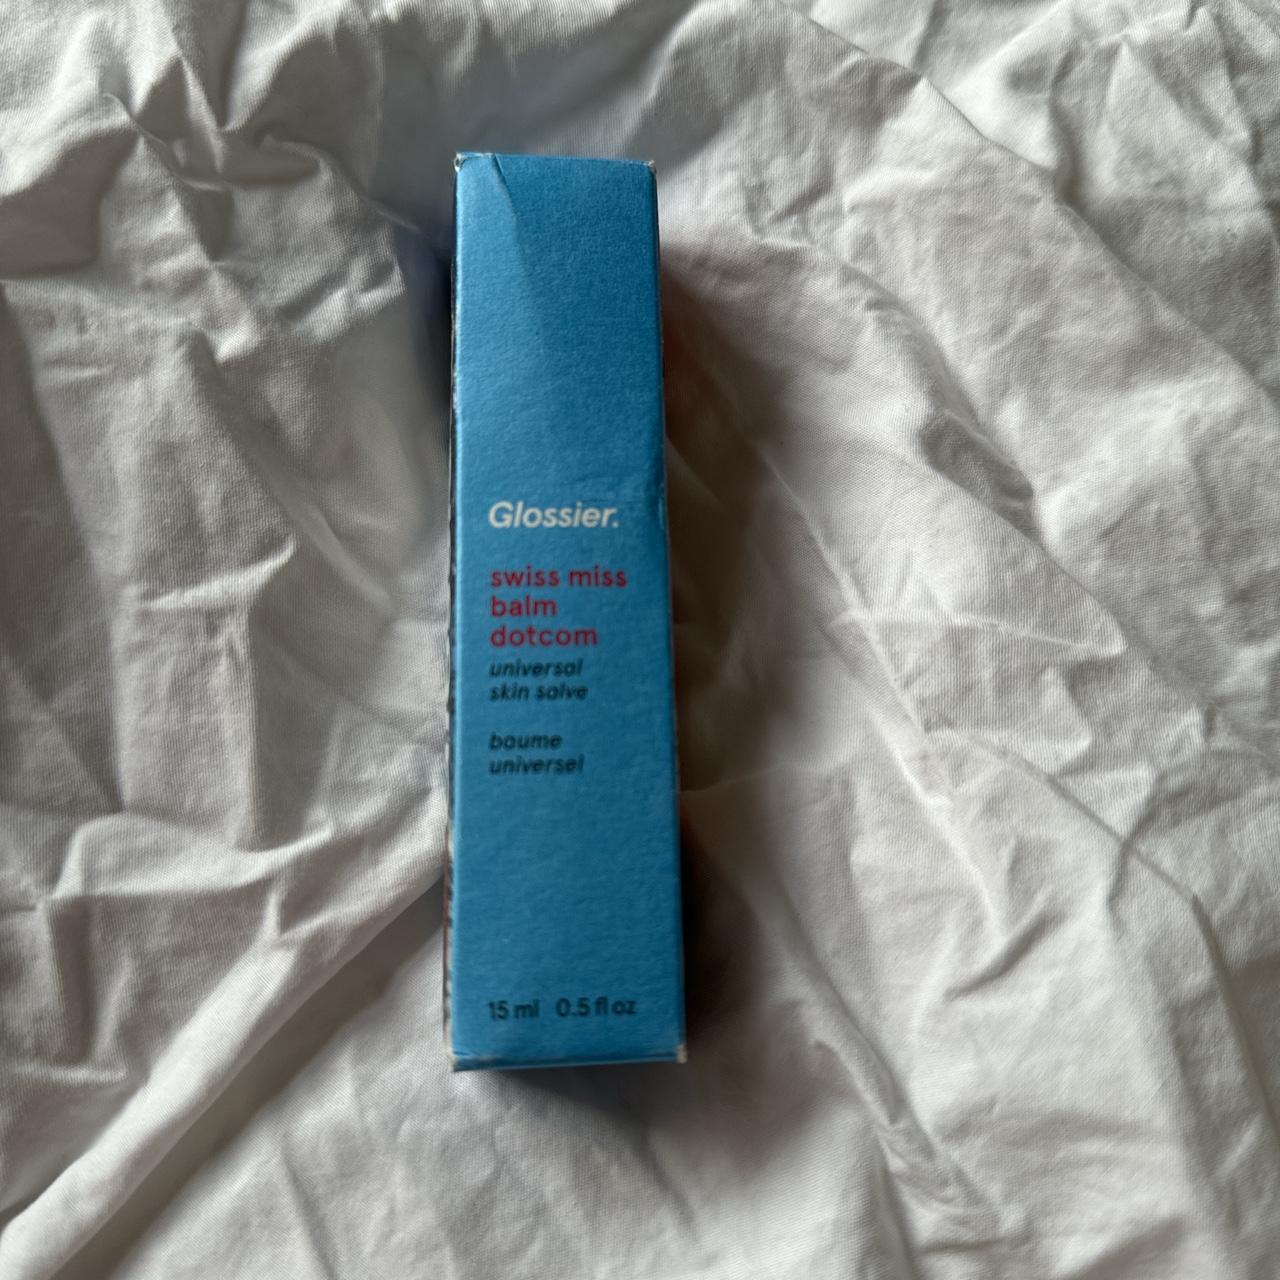 Glossier.
swiss miss
balm
dotcom
universal
skin salve
baume
universel
15 ml 0.5 fl oz